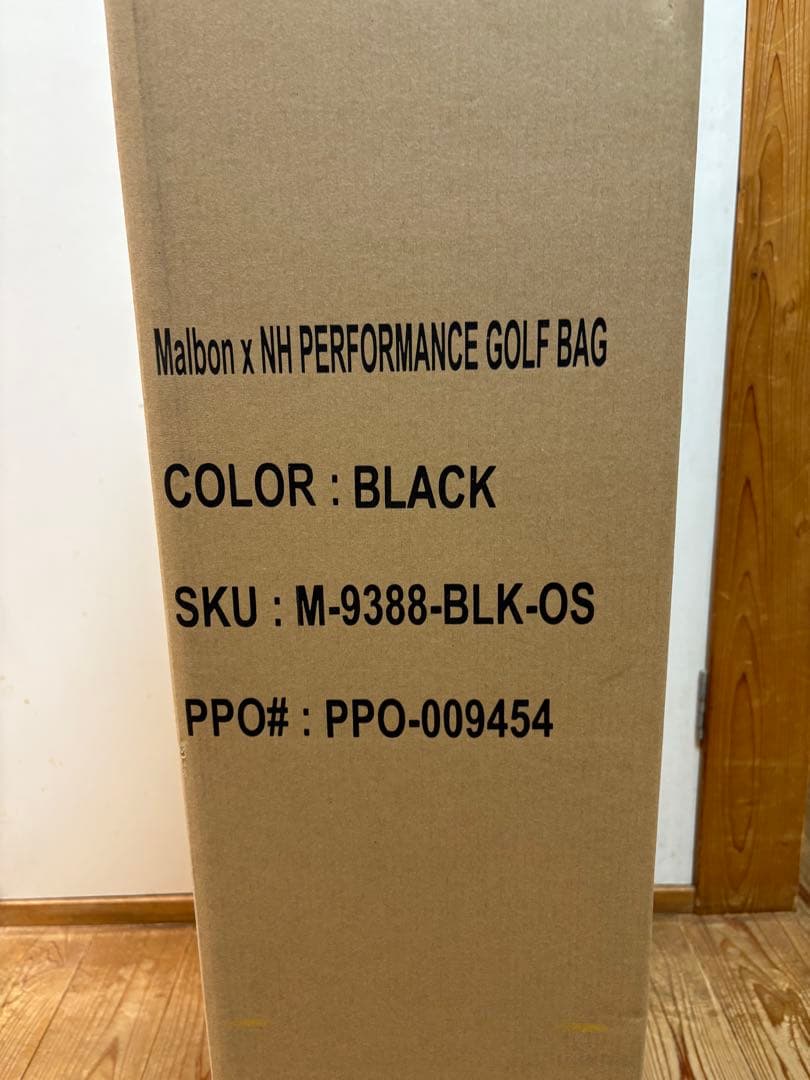 Malbon x NH PERFORMANCE GOLF BAG
COLOR : BLACK
SKU : M-9388-BLK-OS
PPO# : PPO-009454